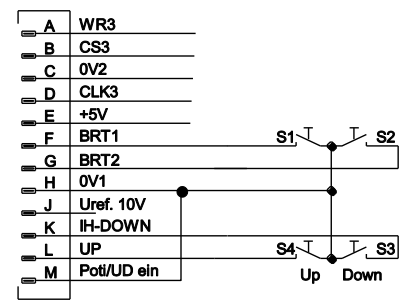 A WR3
B CS3
C 0V2
D CLK3
E +5V
F BRT1 S1 S2
G BRT2
H 0V1
J Uref. 10V
K IH-DOWN
L UP S4 S3
M Poti/UD ein Up Down